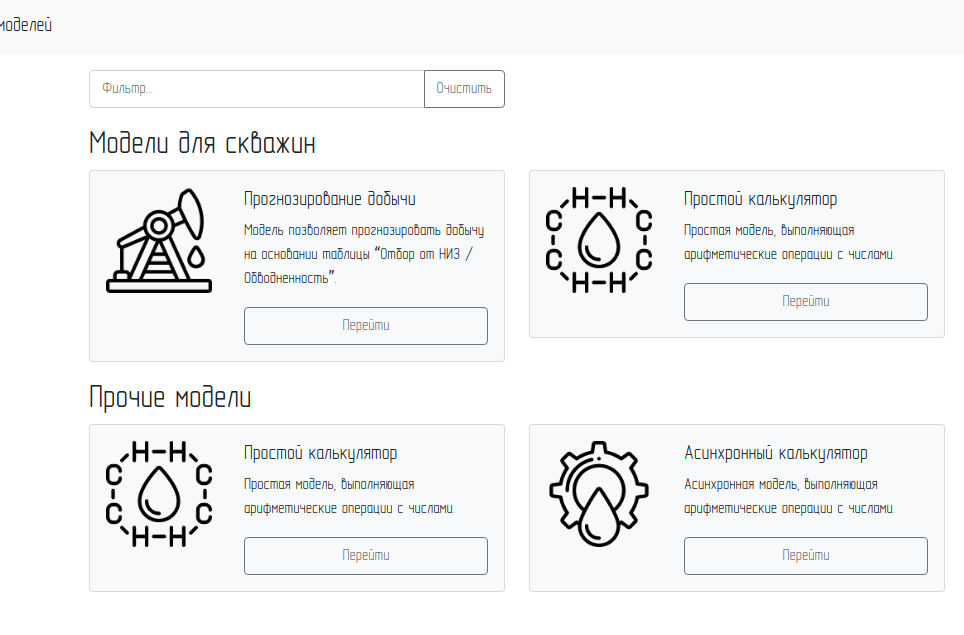 моделей
Фильтр...
Очистить
Модели для скважин
Прогнозирование добычи
Модель позволяет прогнозировать добычу
на основании таблицы "Отбор от НИЗ /
Обводненность".
Перейти
H-H
C C
C C
H-H
Простой калькулятор
Простая модель, выполняющая
арифметические операции с числами.
Перейти
Прочие модели
H-H
C C
C C
H-H
Простой калькулятор
Простая модель, выполняющая
арифметические операции с числами.
Перейти
Асинхронный калькулятор
Асинхронная модель, выполняющая
арифметические операции с числами.
Перейти